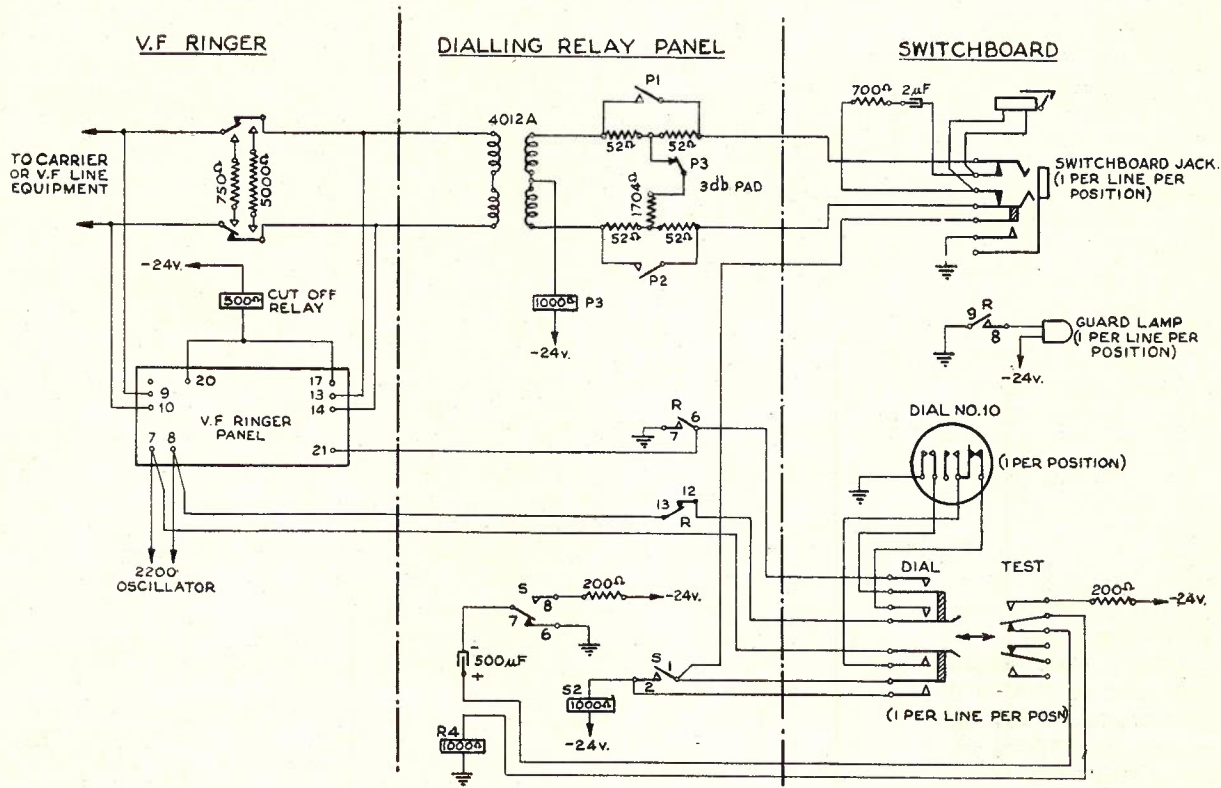 V.F RINGER
DIALLING RELAY PANEL
SWITCHBOARD
TO CARRIER
OR V.F LINE
EQUIPMENT
750Ω
5000Ω
4012A
P1
52Ω
52Ω
P3
3db PAD
1704Ω
52Ω
52Ω
P2
700Ω
2µF
SWITCHBOARD JACK.
(1 PER LINE PER
POSITION)
-24v.
500Ω
CUT OFF
RELAY
1000Ω
P3
-24v.
9
R
8
GUARD LAMP
(1 PER LINE PER
POSITION)
-24v.
20
17
9
13
10
14
V.F RINGER
PANEL
7
8
21
R
6
7
DIAL NO.10
(1 PER POSITION)
13
12
R
2200
OSCILLATOR
DIAL
TEST
S
8
200Ω
-24v.
7
6
200Ω
-24v.
-
500µF
+
S
1
2
S2
1000Ω
-24v.
(1 PER LINE PER POSN)
R4
1000Ω